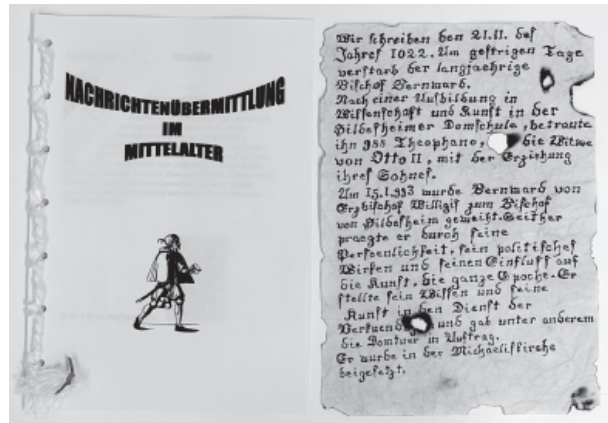 NACHRICHTENÜBERMITTLUNG
IM
MITTELALTER
Wir schreiben den 21.11. des
Jahres 1022. Am gestrigen Tage
verstarb der langjaehrige
Bischof Bernward.
Nach einer Ausbildung in
Wissenschaft und Kunst in der
Hildesheimer Domschule, betraute
ihn 988 Theophano, die Witwe
von Otto II, mit der Erziehung
ihres Sohnes.
Am 15.1.993 wurde Bernward von
Erzbischof Willigis zum Bischof
von Hildesheim geweiht. Seither
praegte er durch seine
Persoenlichkeit, sein politisches
Wirken und seinen Einfluss auf
die Kunst, die ganze Epoche. Er
stellte sein Wissen und seine
Kunst in den Dienst der
und gab unter anderem
die Domtuer in Auftrag.
Er wurde in der Michaeliskirche
beigesetzt.